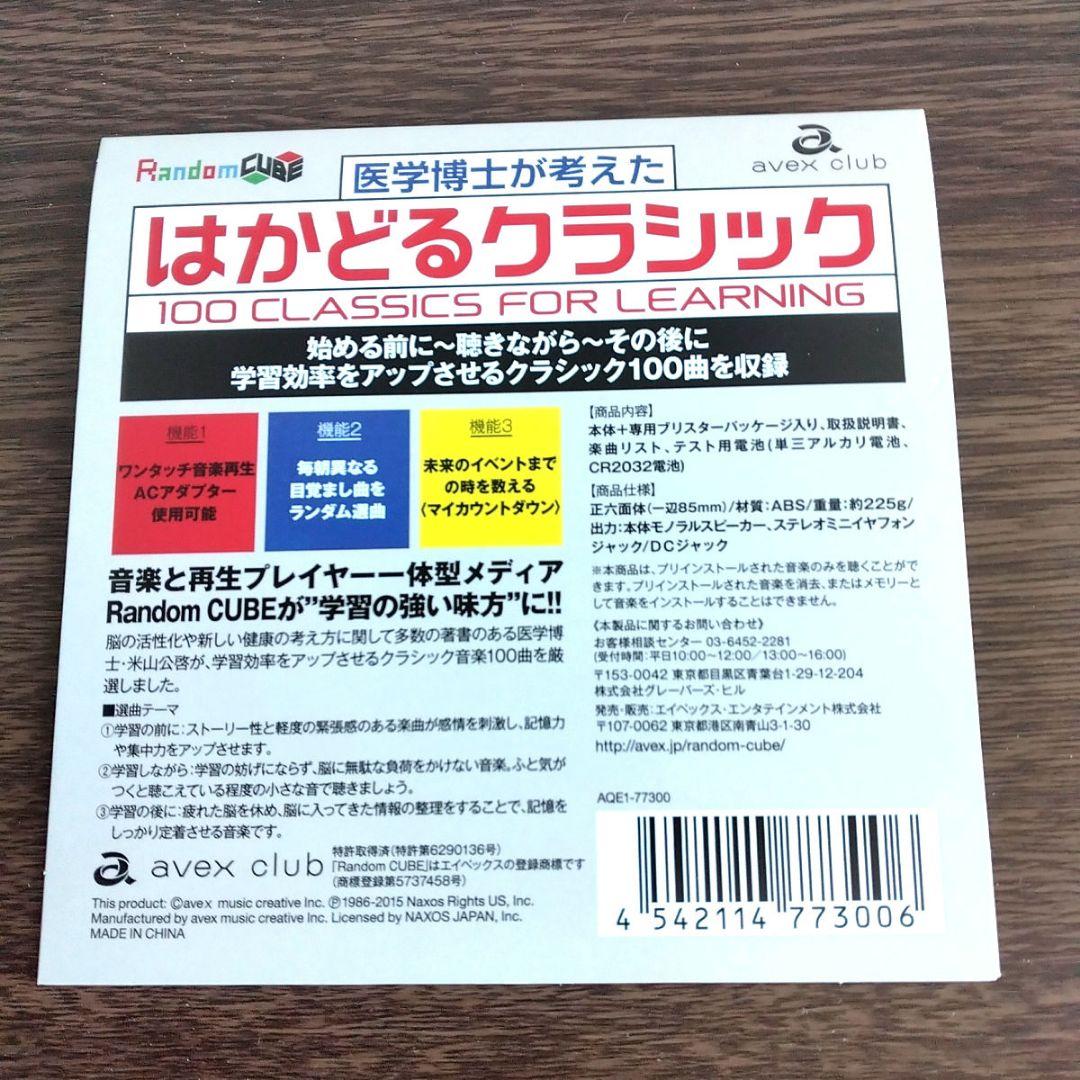 Random CUBE
医学博士が考えた
avex club
はかどるクラシック
100 CLASSICS FOR LEARNING
始める前に～聴きながら～その後に
学習効率をアップさせるクラシック100曲を収録
機能1
ワンタッチ音楽再生
ACアダプター
使用可能
機能2
毎朝異なる
目覚まし曲を
ランダム選曲
機能3
未来のイベントまで
の時を数える
〈マイカウントダウン〉
音楽と再生プレイヤー一体型メディア
Random CUBEが"学習の強い味方"に!!
脳の活性化や新しい健康の考え方に関して多数の著書のある医学博
士・米山公啓が、学習効率をアップさせるクラシック音楽100曲を厳
選しました。
■選曲テーマ
①学習の前に:ストーリー性と軽度の緊張感のある楽曲が感情を刺激し、記憶力
や集中力をアップさせます。
②学習しながら:学習の妨げにならず、脳に無駄な負荷をかけない音楽。ふと気が
つくと聴こえている程度の小さな音で聴きましょう。
③学習の後に:疲れた脳を休め、脳に入ってきた情報の整理をすることで、記憶を
しっかり定着させる音楽です。
avex club
特許取得済(特許第6290136号)
「Random CUBE」はエイベックスの登録商標です
(商標登録第5737458号)
This product: ©avex music creative Inc. ℗1986-2015 Naxos Rights US, Inc.
Manufactured by avex music creative Inc. Licensed by NAXOS JAPAN, Inc.
MADE IN CHINA
【商品内容】
本体+専用ブリスターパッケージ入り、取扱説明書、
楽曲リスト、テスト用電池(単三アルカリ電池、
CR2032電池)
【商品仕様】
正六面体(一辺85mm)/材質:ABS/重量:約225g/
出力:本体モノラルスピーカー、ステレオミニイヤフォン
ジャック/DCジャック
※本商品は、プリインストールされた音楽のみを聴くことがで
きます。プリインストールされた音楽を消去、またはメモリーと
して音楽をインストールすることはできません。
《本製品に関するお問い合わせ》
お客様相談センター 03-6452-2281
(受付時間:平日10:00～12:00/13:00～16:00)
〒153-0042 東京都目黒区青葉台1-29-12-204
株式会社グレーパーズ・ヒル
発売・販売:エイベックス・エンタテインメント株式会社
〒107-0062 東京都港区南青山3-1-30
http://avex.jp/random-cube/
AQE1-77300
4 542114 773006